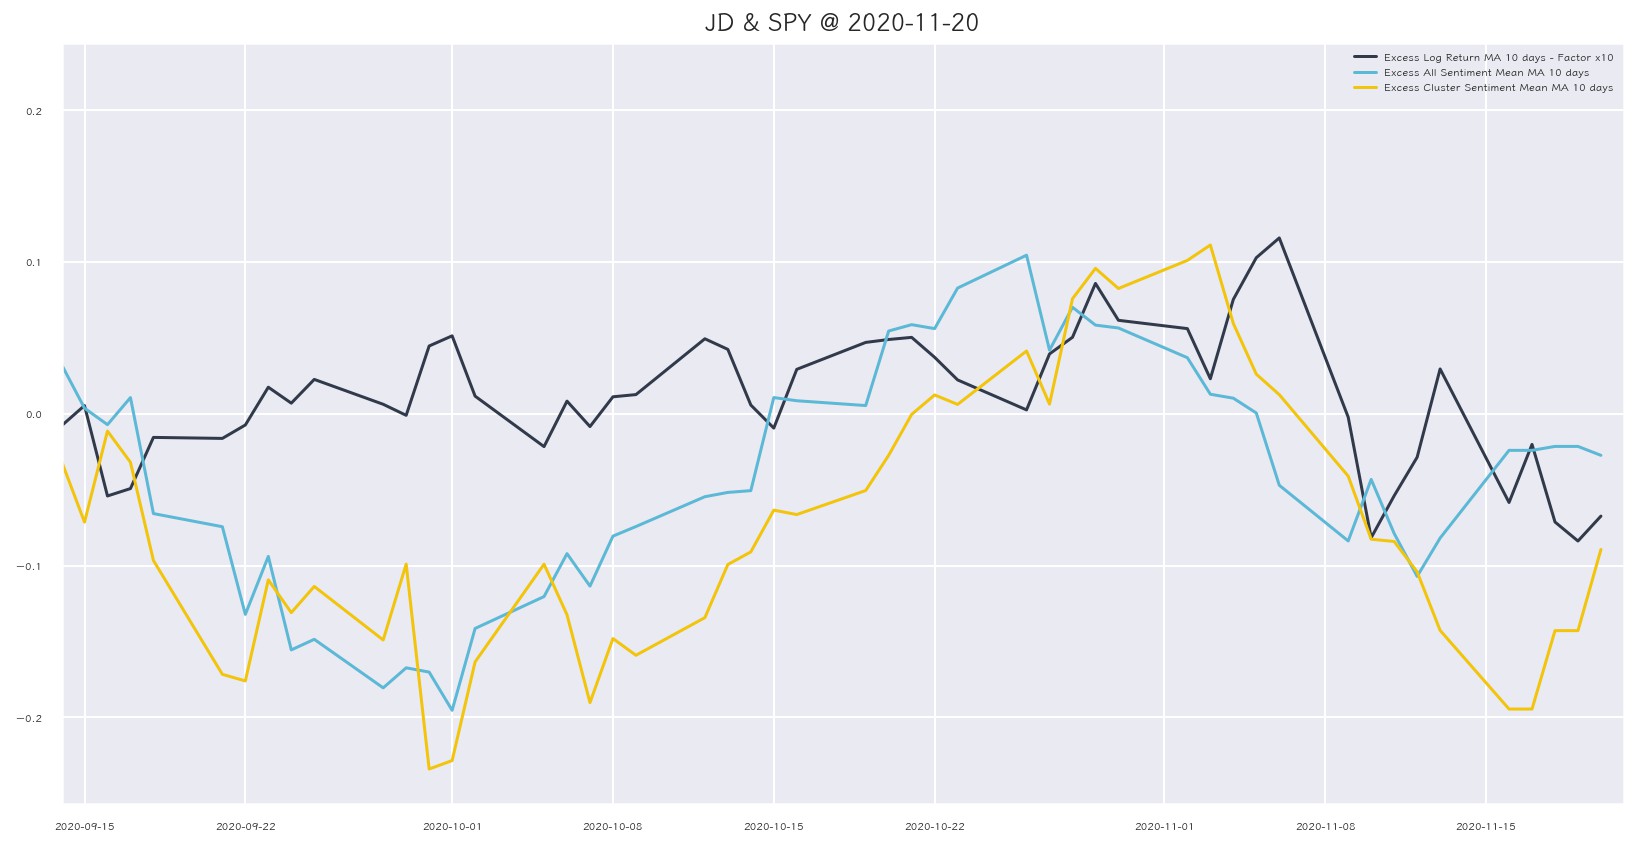 JD & SPY @ 2020-11-20
Excess Log Return MA 10 days - Factor x10
Excess All Sentiment Mean MA 10 days
Excess Cluster Sentiment Mean MA 10 days
0.2
0.1
0.0
−0.1
−0.2
2020-09-15 2020-09-22 2020-10-01 2020-10-08 2020-10-15 2020-10-22 2020-11-01 2020-11-08 2020-11-15